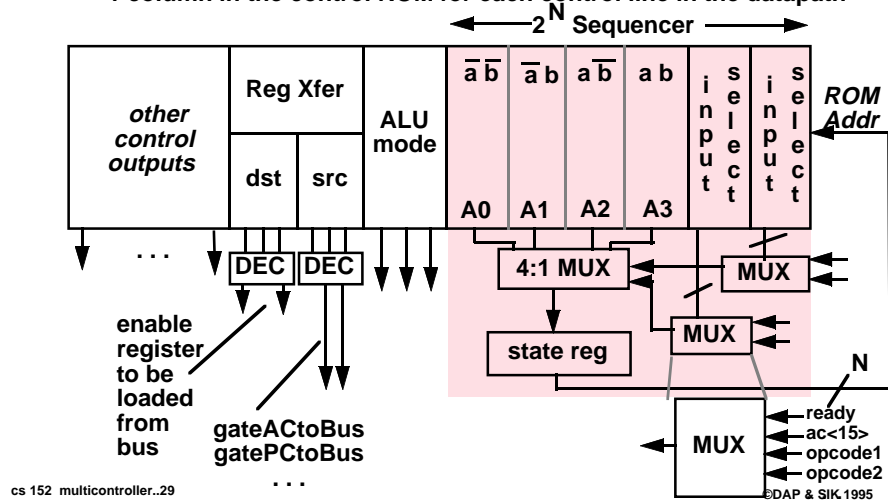 1 column in the control ROM for each control line in the datapath
2 N Sequencer
other control outputs
Reg Xfer
dst
src
ALU mode
a̅ b̅
a̅ b
a b̅
a b
input select
input select
A0
A1
A2
A3
ROM Addr
. . .
DEC
DEC
4:1 MUX
MUX
MUX
state reg
N
enable
register
to be
loaded
from
bus
gateACtoBus
gatePCtoBus
. . .
MUX
ready
ac<15>
opcode1
opcode2
cs 152 multicontroller..29
©DAP & SIK 1995